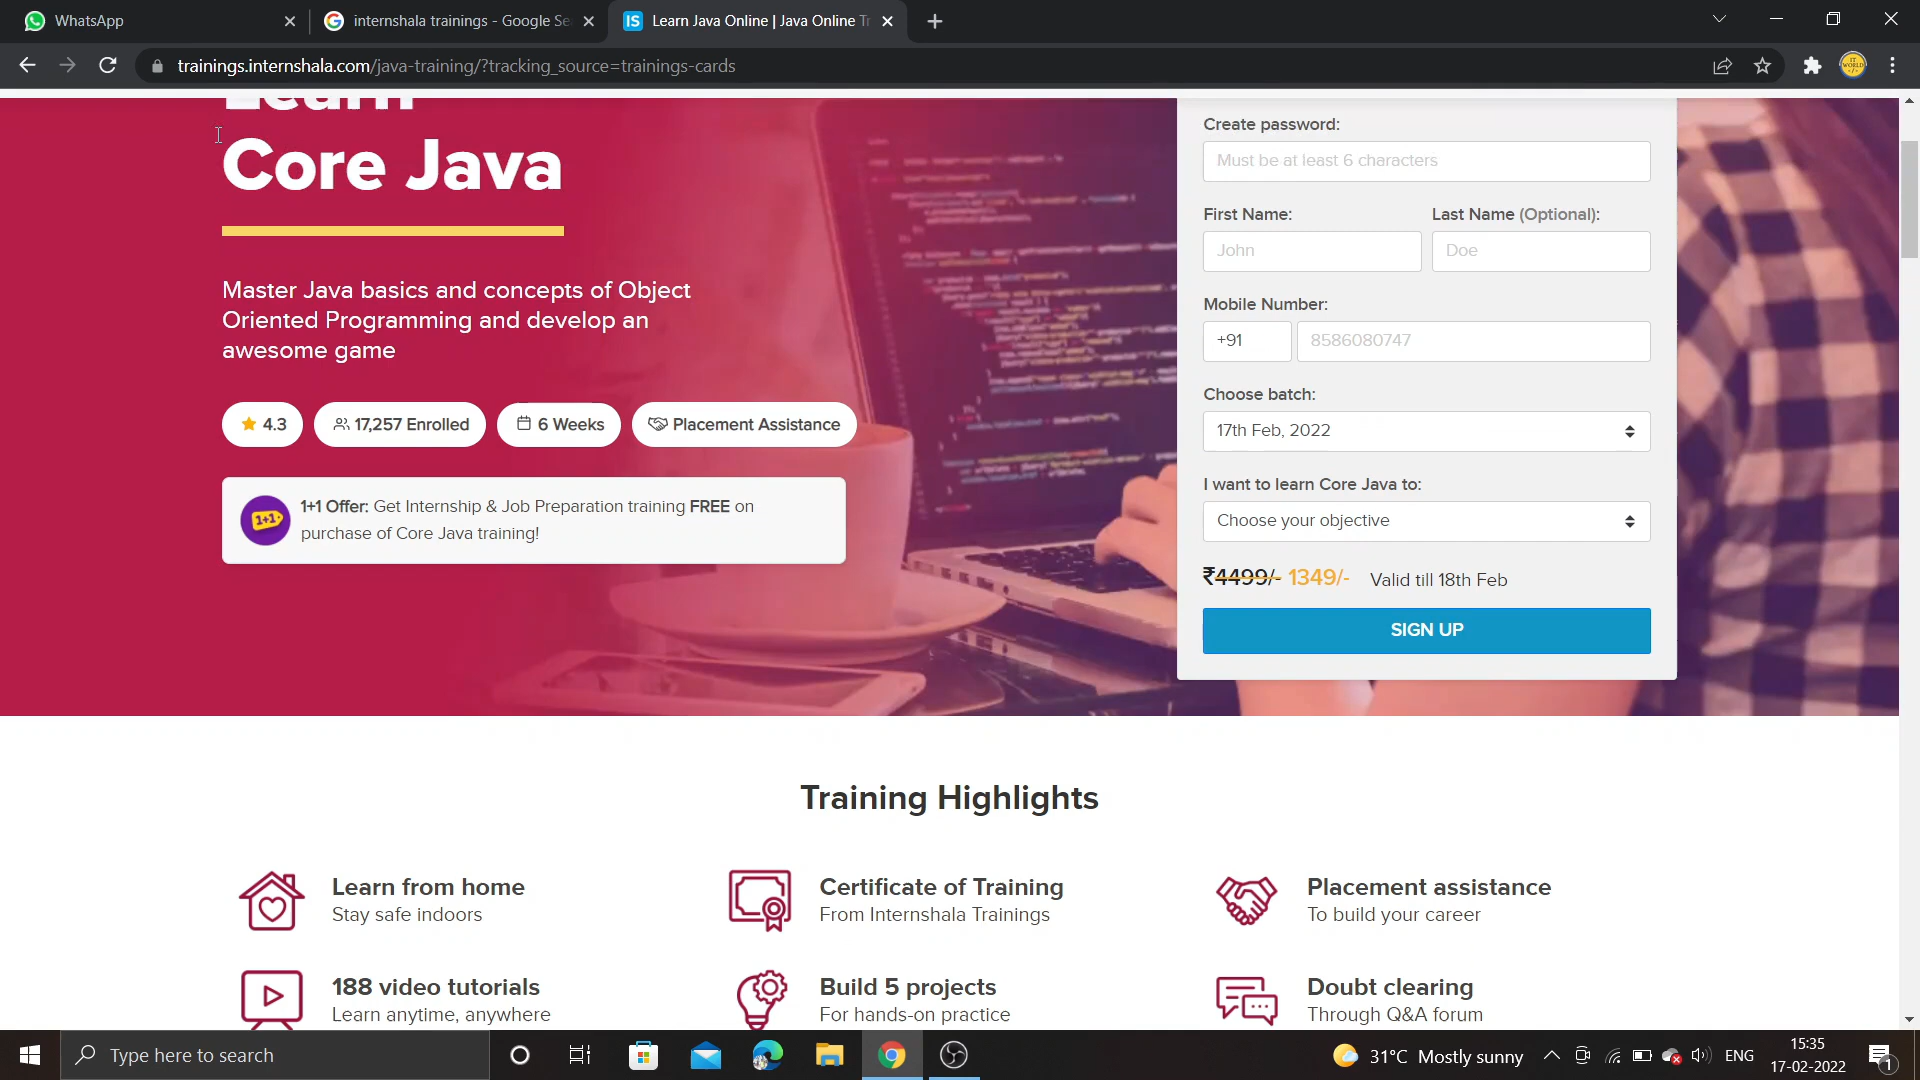 WhatsApp
internshala trainings - Google Se
IS Learn Java Online | Java Online Tr
trainings.internshala.com/java-training/?tracking_source=trainings-cards
IT WORLD
Learn
Core Java
Master Java basics and concepts of Object
Oriented Programming and develop an
awesome game
4.3
17,257 Enrolled
6 Weeks
Placement Assistance
1+1
1+1 Offer: Get Internship & Job Preparation training FREE on
purchase of Core Java training!
Create password:
Must be at least 6 characters
First Name:
Last Name (Optional):
John
Doe
Mobile Number:
+91
8586080747
Choose batch:
17th Feb, 2022
I want to learn Core Java to:
Choose your objective
₹4499/- 1349/- Valid till 18th Feb
SIGN UP
Training Highlights
Learn from home
Stay safe indoors
Certificate of Training
From Internshala Trainings
Placement assistance
To build your career
188 video tutorials
Learn anytime, anywhere
Build 5 projects
For hands-on practice
Doubt clearing
Through Q&A forum
Type here to search
31°C Mostly sunny
ENG
15:35
17-02-2022
1